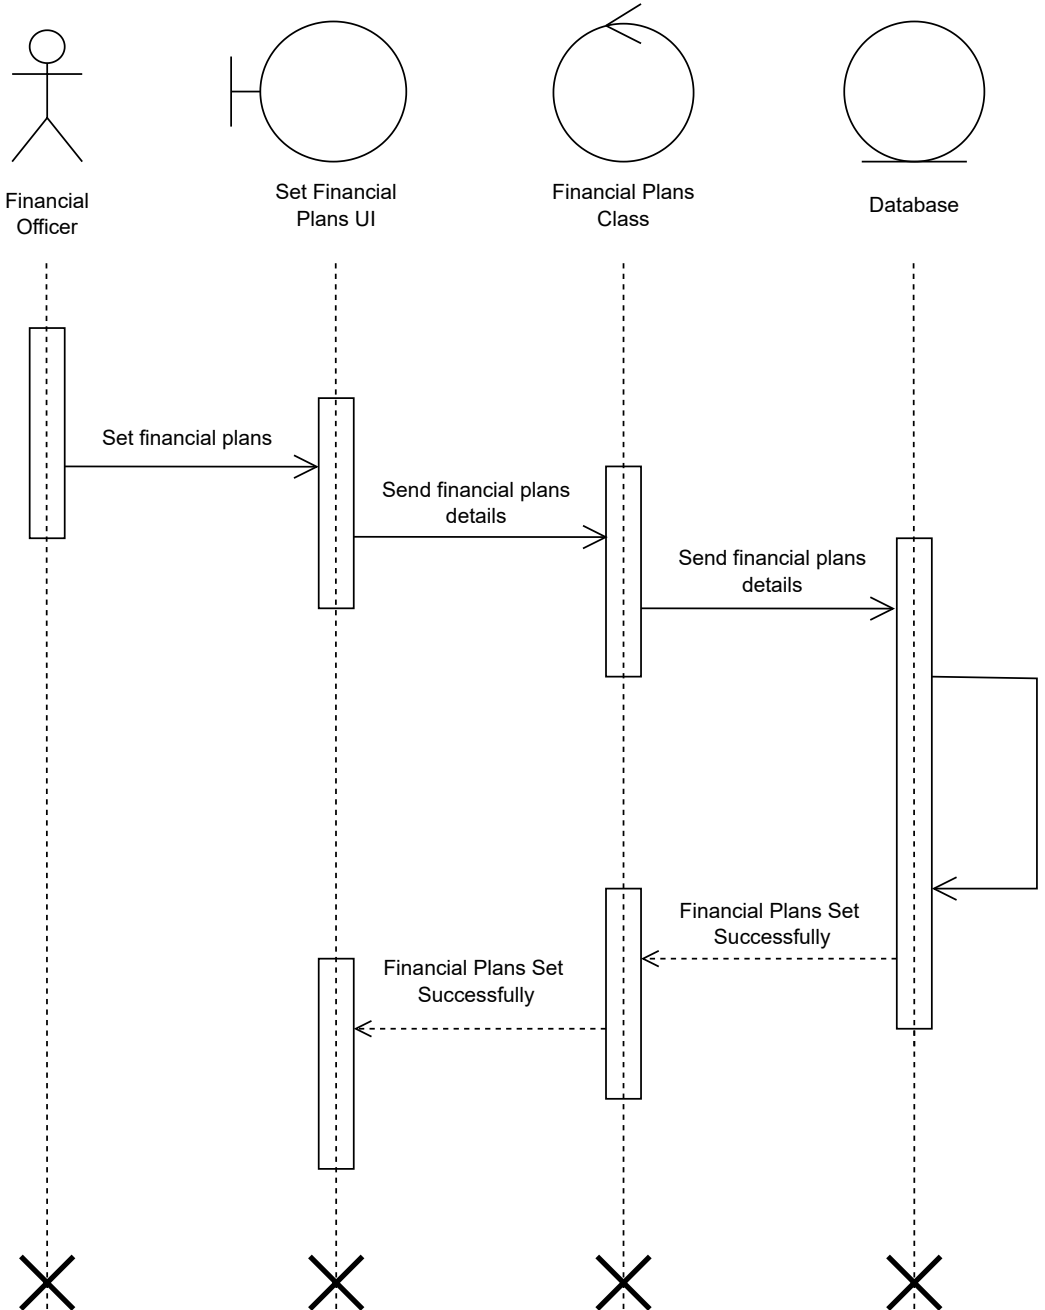 Financial
Officer
Set Financial
Plans UI
Financial Plans
Class
Database
Set financial plans
Send financial plans
details
Send financial plans
details
Financial Plans Set
Successfully
Financial Plans Set
Successfully